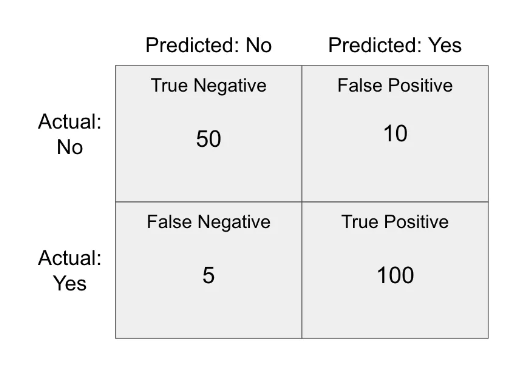 Predicted: No
Predicted: Yes
Actual:
No
True Negative
50
False Positive
10
Actual:
Yes
False Negative
5
True Positive
100